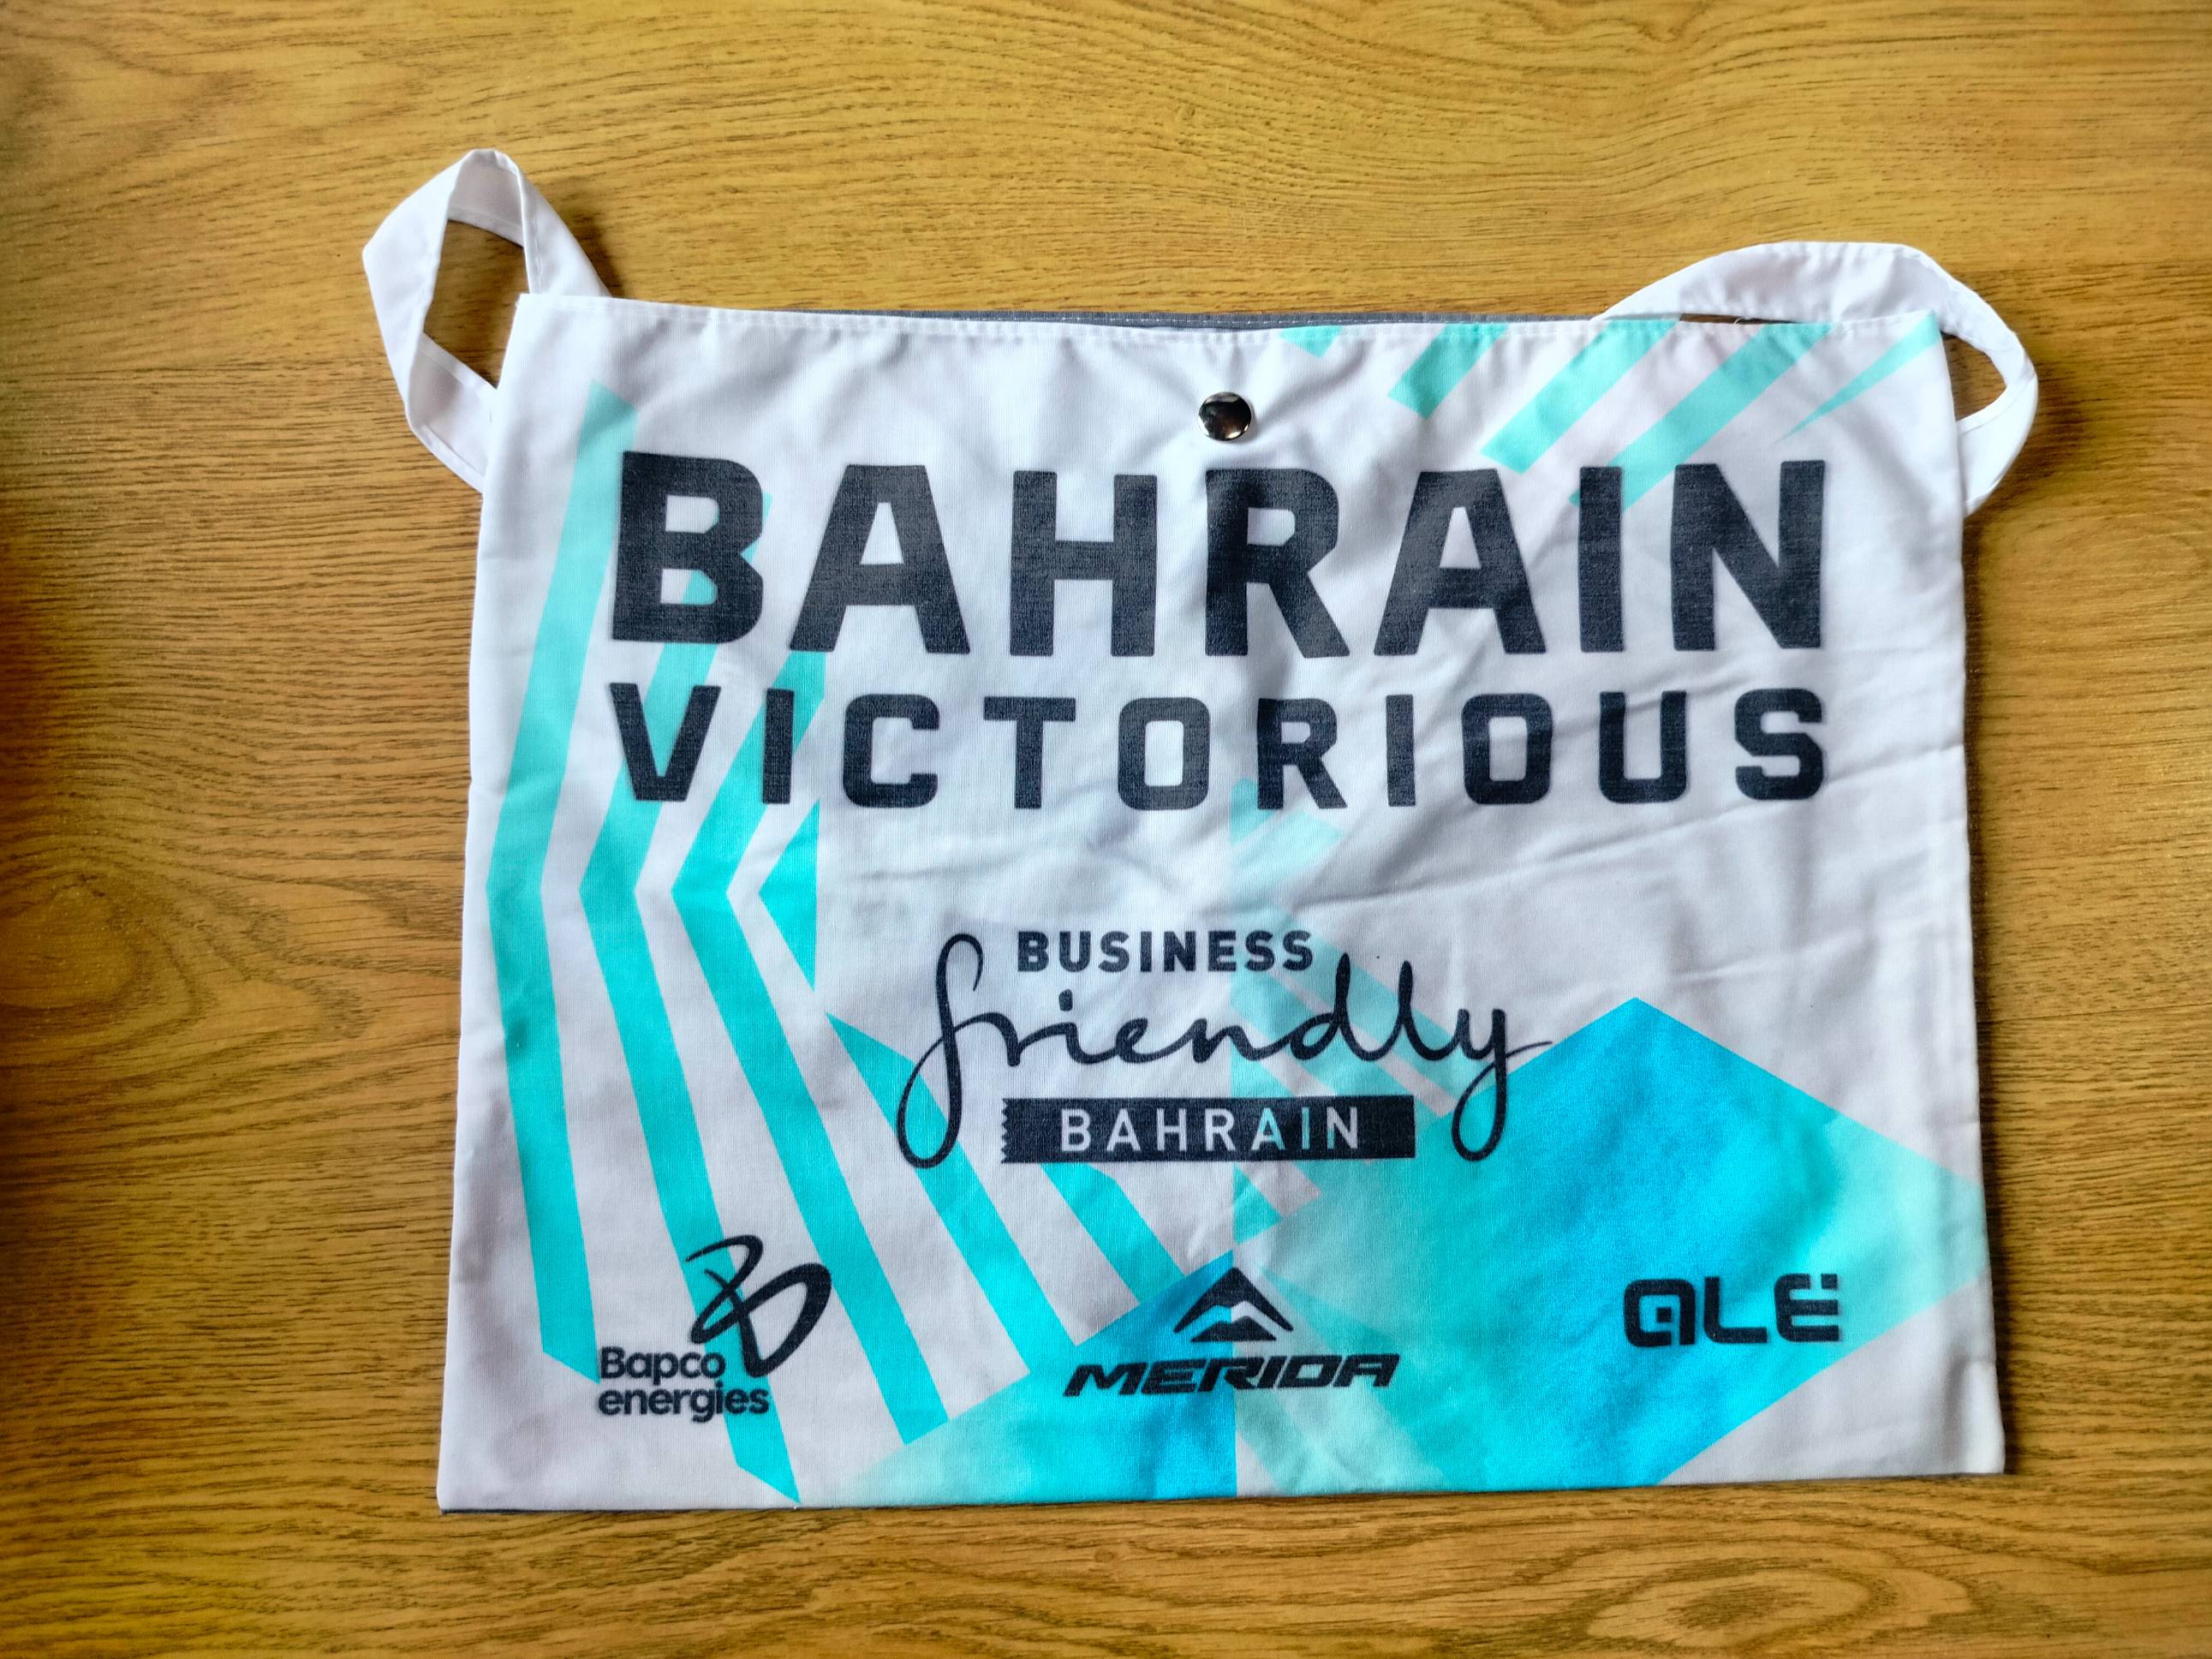 BAHRAIN
VICTORIOUS
BUSINESS
friendly
BAHRAIN
Bapco
energies
MERIDA
ALÉ